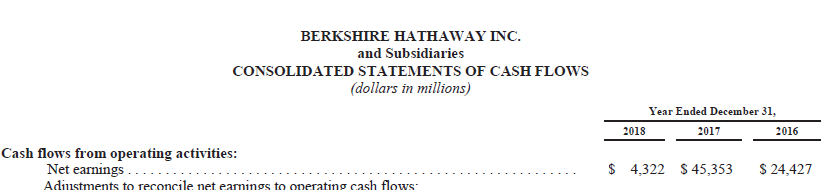 BERKSHIRE HATHAWAY INC.
and Subsidiaries
CONSOLIDATED STATEMENTS OF CASH FLOWS
(dollars in millions)
Year Ended December 31,
2018 2017 2016
Cash flows from operating activities:
Net earnings . . . . . . . . . . . . . . . . . . . . . . . . . . . . . . . . . . . . . . . . . . . . . . . . . . . . . . . . . . . . $ 4,322 $ 45,353 $ 24,427
Adjustments to reconcile net earnings to operating cash flows: